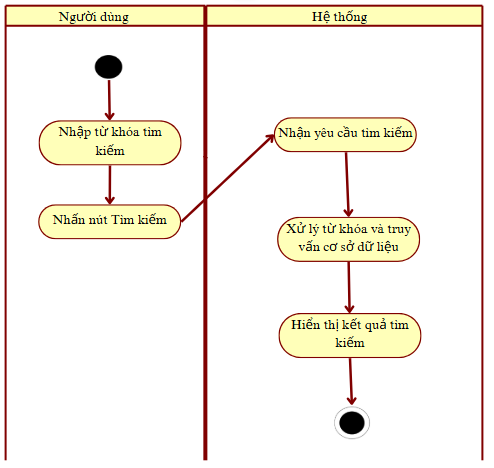 Người dùng
Hệ thống
Nhập từ khóa tìm
kiếm
Nhấn nút Tìm kiếm
Nhận yêu cầu tìm kiếm
Xử lý từ khóa và truy
vấn cơ sở dữ liệu
Hiển thị kết quả tìm
kiếm